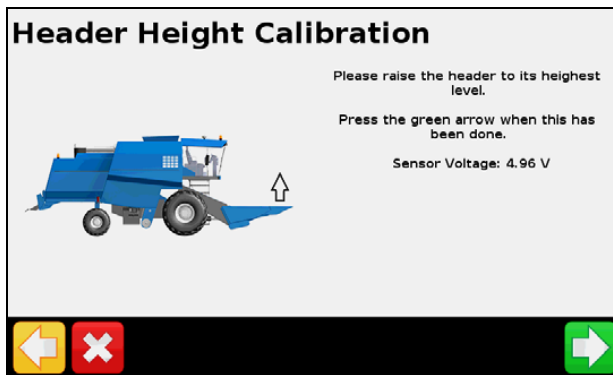 Header Height Calibration
Please raise the header to its heighest
level.
Press the green arrow when this has
been done.
Sensor Voltage: 4.96 V